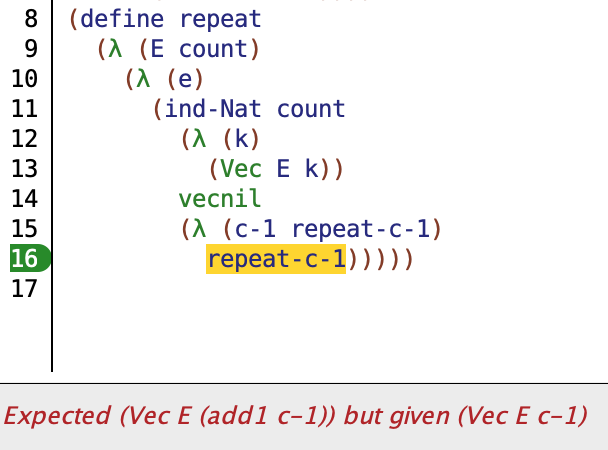 8 (define repeat
9 (λ (E count)
10 (λ (e)
11 (ind-Nat count
12 (λ (k)
13 (Vec E k))
14 vecnil
15 (λ (c-1 repeat-c-1)
16 repeat-c-1)))))
17
Expected (Vec E (add1 c-1)) but given (Vec E c-1)